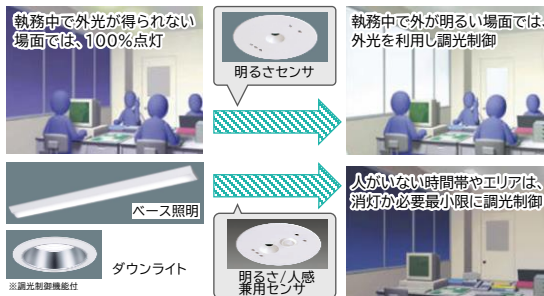 執務中で外光が得られない
場面では、100%点灯
明るさセンサ
執務中で外が明るい場面では、
外光を利用し調光制御
ベース照明
ダウンライト
※調光制御機能付
明るさ/人感
兼用センサ
人がいない時間帯やエリアは、
消灯か必要最小限に調光制御